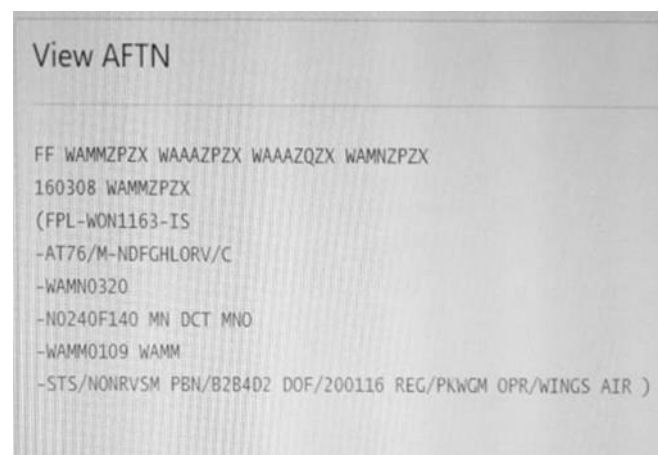 View AFTN
FF WAMMZPZX WAAAZPZX WAAAZQZX WAMNZPZX
160308 WAMMZPZX
(FPL-WON1163-IS
-AT76/M-NDFGHLORV/C
-WAMN0320
-N0240F140 MN DCT MNO
-WAMM0109 WAMM
-STS/NONRVSM PBN/B2B4D2 DOF/200116 REG/PKWGM OPR/WINGS AIR )